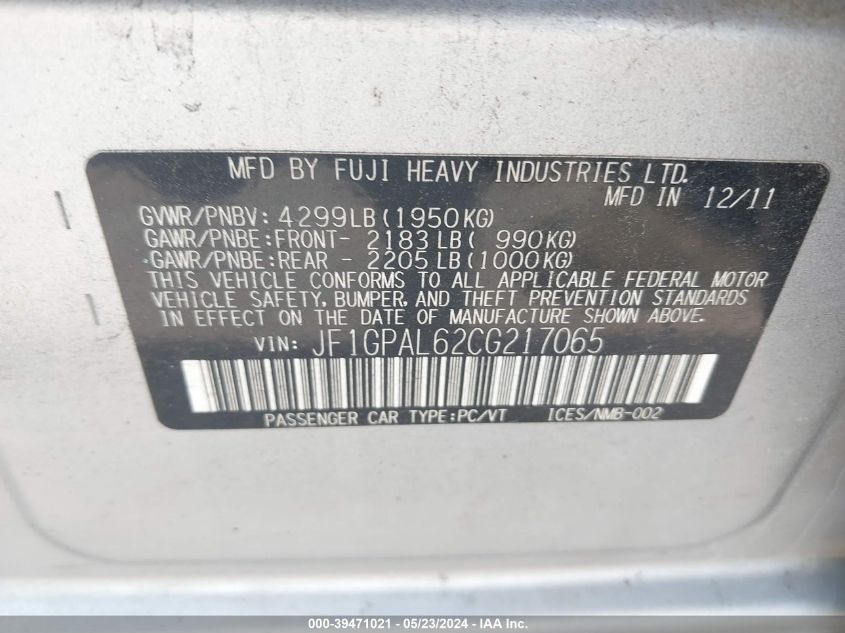 MFD BY FUJI HEAVY INDUSTRIES LTD.
MFD IN 12/11
GVWR/PNBV: 4299LB(1950KG)
GAWR/PNBE:FRONT- 2183LB( 990KG)
GAWR/PNBE:REAR - 2205LB(1000KG)
THIS VEHICLE CONFORMS TO ALL APPLICABLE FEDERAL MOTOR
VEHICLE SAFETY, BUMPER, AND THEFT PREVENTION STANDARDS
IN EFFECT ON THE DATE OF MANUFACTURE SHOWN ABOVE.
VIN: JF1GPAL62CG217065
PASSENGER CAR TYPE:PC/VT ICES/NMB-002
000-39471021 - 05/23/2024 - IAA Inc.